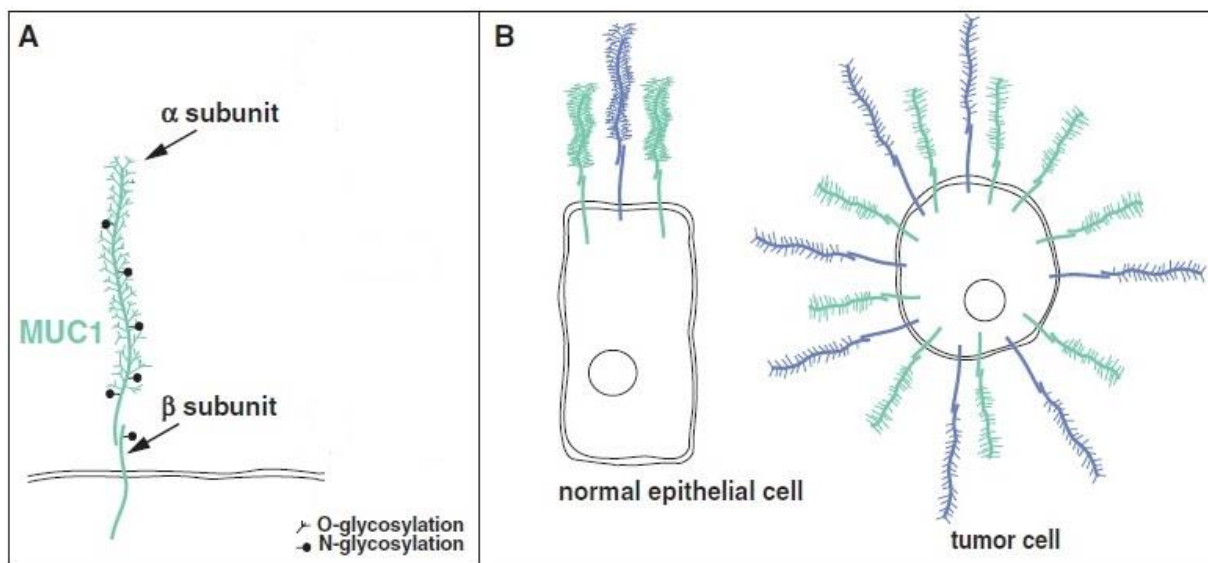 A
α subunit
MUC1
β subunit
O-glycosylation
N-glycosylation
B
normal epithelial cell
tumor cell